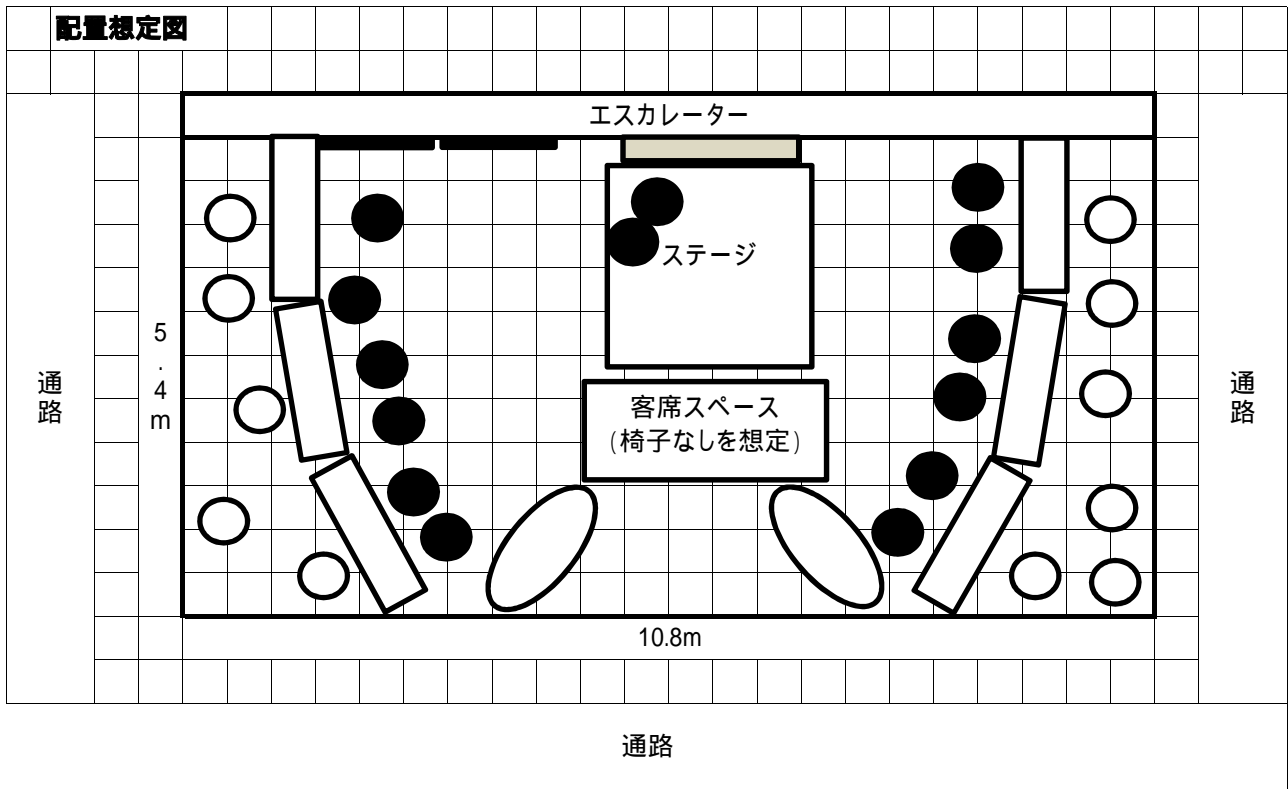 配置想定図
エスカレーター
ステージ
5.4m
通路
通路
客席スペース
(椅子なしを想定)
10.8m
通路